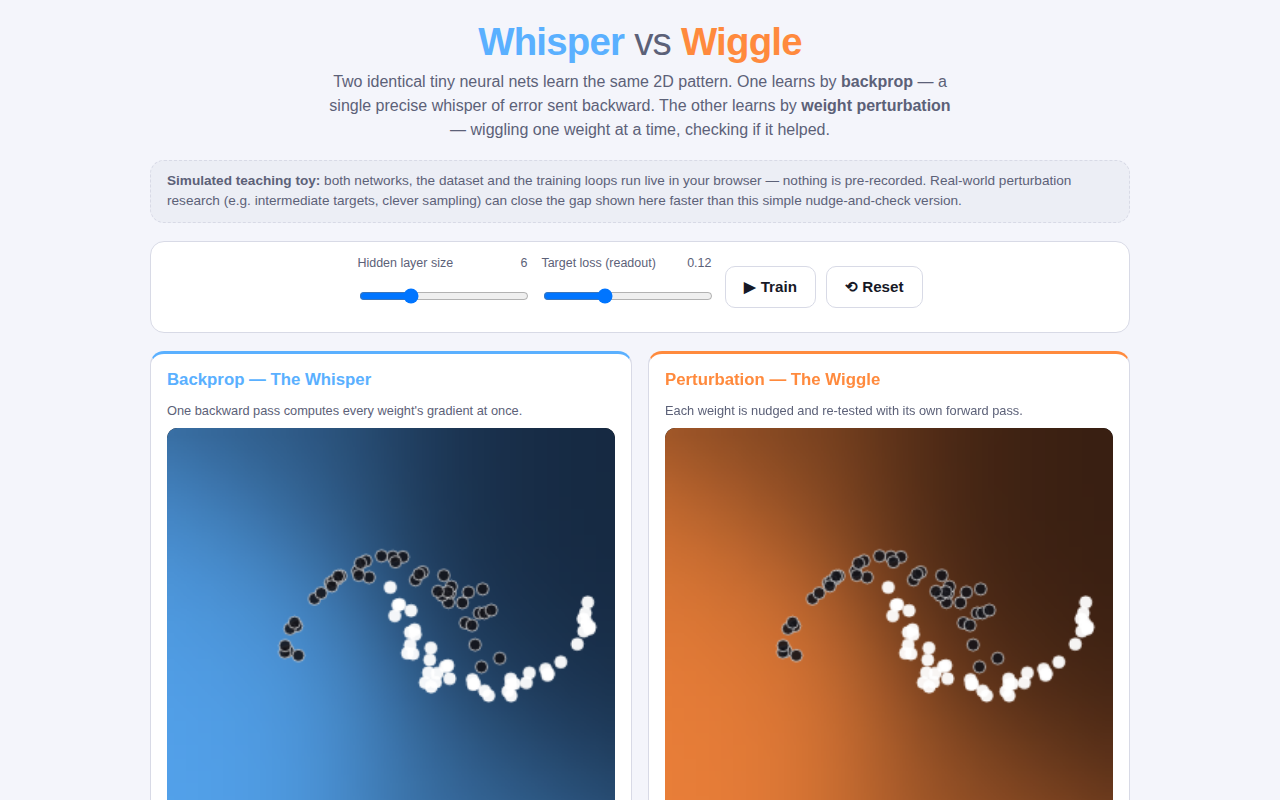 Whisper vs Wiggle
Two identical tiny neural nets learn the same 2D pattern. One learns by backprop — a
single precise whisper of error sent backward. The other learns by weight perturbation
— wiggling one weight at a time, checking if it helped.
Simulated teaching toy: both networks, the dataset and the training loops run live in your browser — nothing is pre-recorded. Real-world perturbation
research (e.g. intermediate targets, clever sampling) can close the gap shown here faster than this simple nudge-and-check version.
Hidden layer size 6 Target loss (readout) 0.12
▶ Train ⟲ Reset
Backprop — The Whisper
One backward pass computes every weight's gradient at once.
Perturbation — The Wiggle
Each weight is nudged and re-tested with its own forward pass.